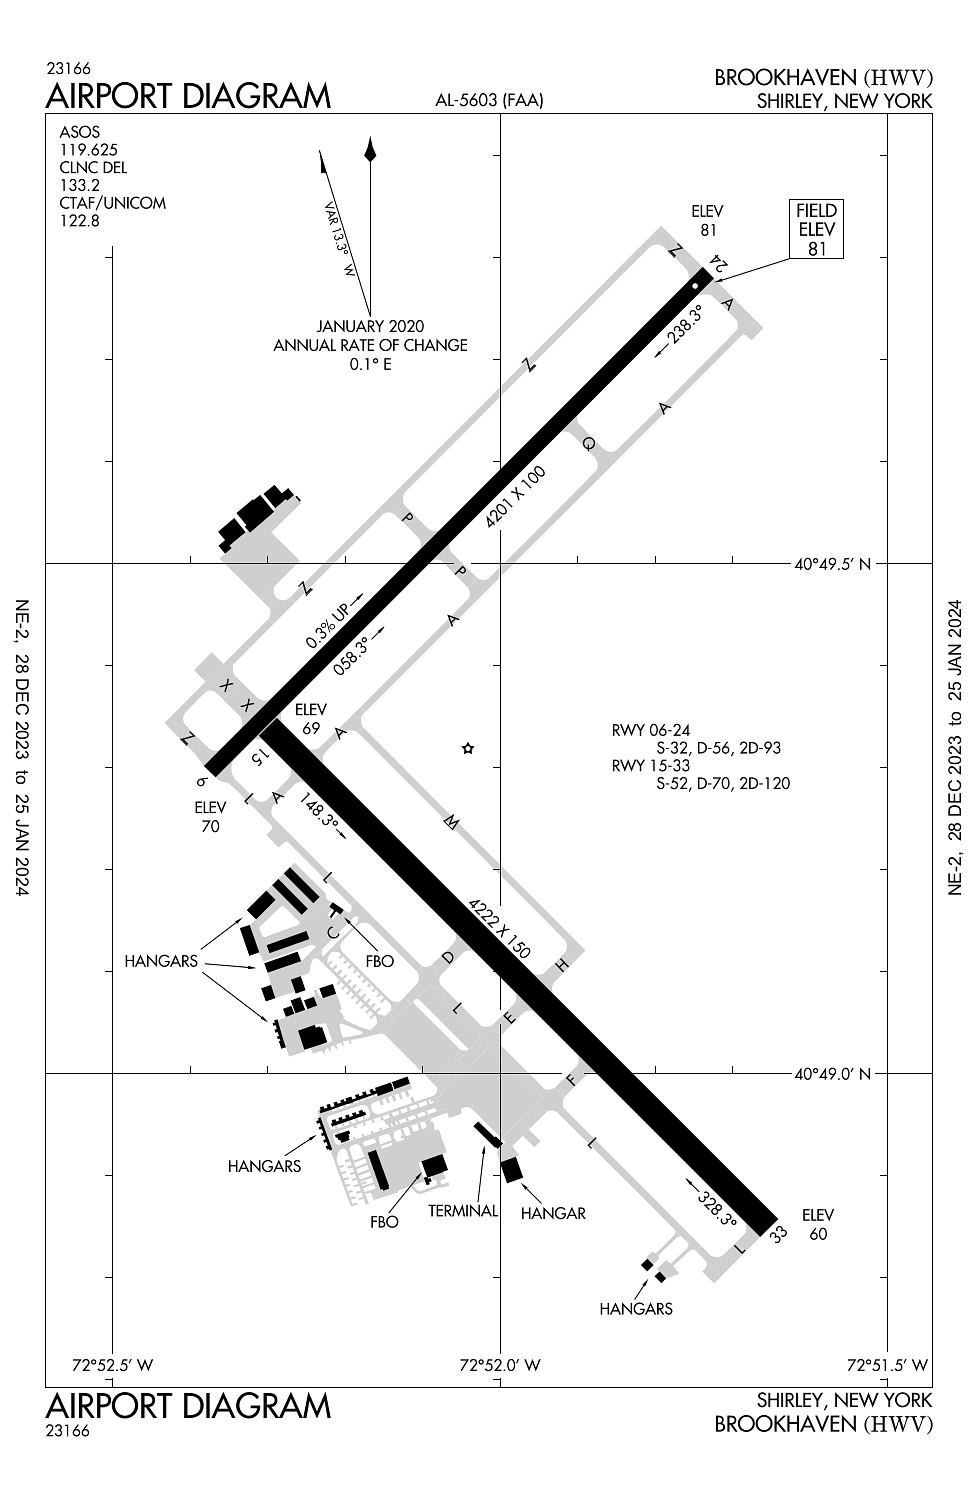 23166
AIRPORT DIAGRAM
AL-5603 (FAA)
BROOKHAVEN (HWV)
SHIRLEY, NEW YORK
ASOS
119.625
CLNC DEL
133.2
CTAF/UNICOM
122.8
VAR 13.3° W
JANUARY 2020
ANNUAL RATE OF CHANGE
0.1° E
ELEV
81
FIELD
ELEV
81
24
Z
A
238.3°
Z
A
Q
4201 X 100
P
P
40°49.5' N
Z
A
0.3% UP
058.3°
X
X
ELEV
69
A
Z
15
6
ELEV
70
L
A
148.3°
W
RWY 06-24
S-32, D-56, 2D-93
RWY 15-33
S-52, D-70, 2D-120
NE-2, 28 DEC 2023 to 25 JAN 2024
NE-2, 28 DEC 2023 to 25 JAN 2024
L
C
FBO
HANGARS
4222 X 150
D
H
L
E
40°49.0' N
F
L
HANGARS
FBO
TERMINAL
HANGAR
328.3°
33
ELEV
60
L
HANGARS
72°52.5' W
72°52.0' W
72°51.5' W
AIRPORT DIAGRAM
23166
SHIRLEY, NEW YORK
BROOKHAVEN (HWV)